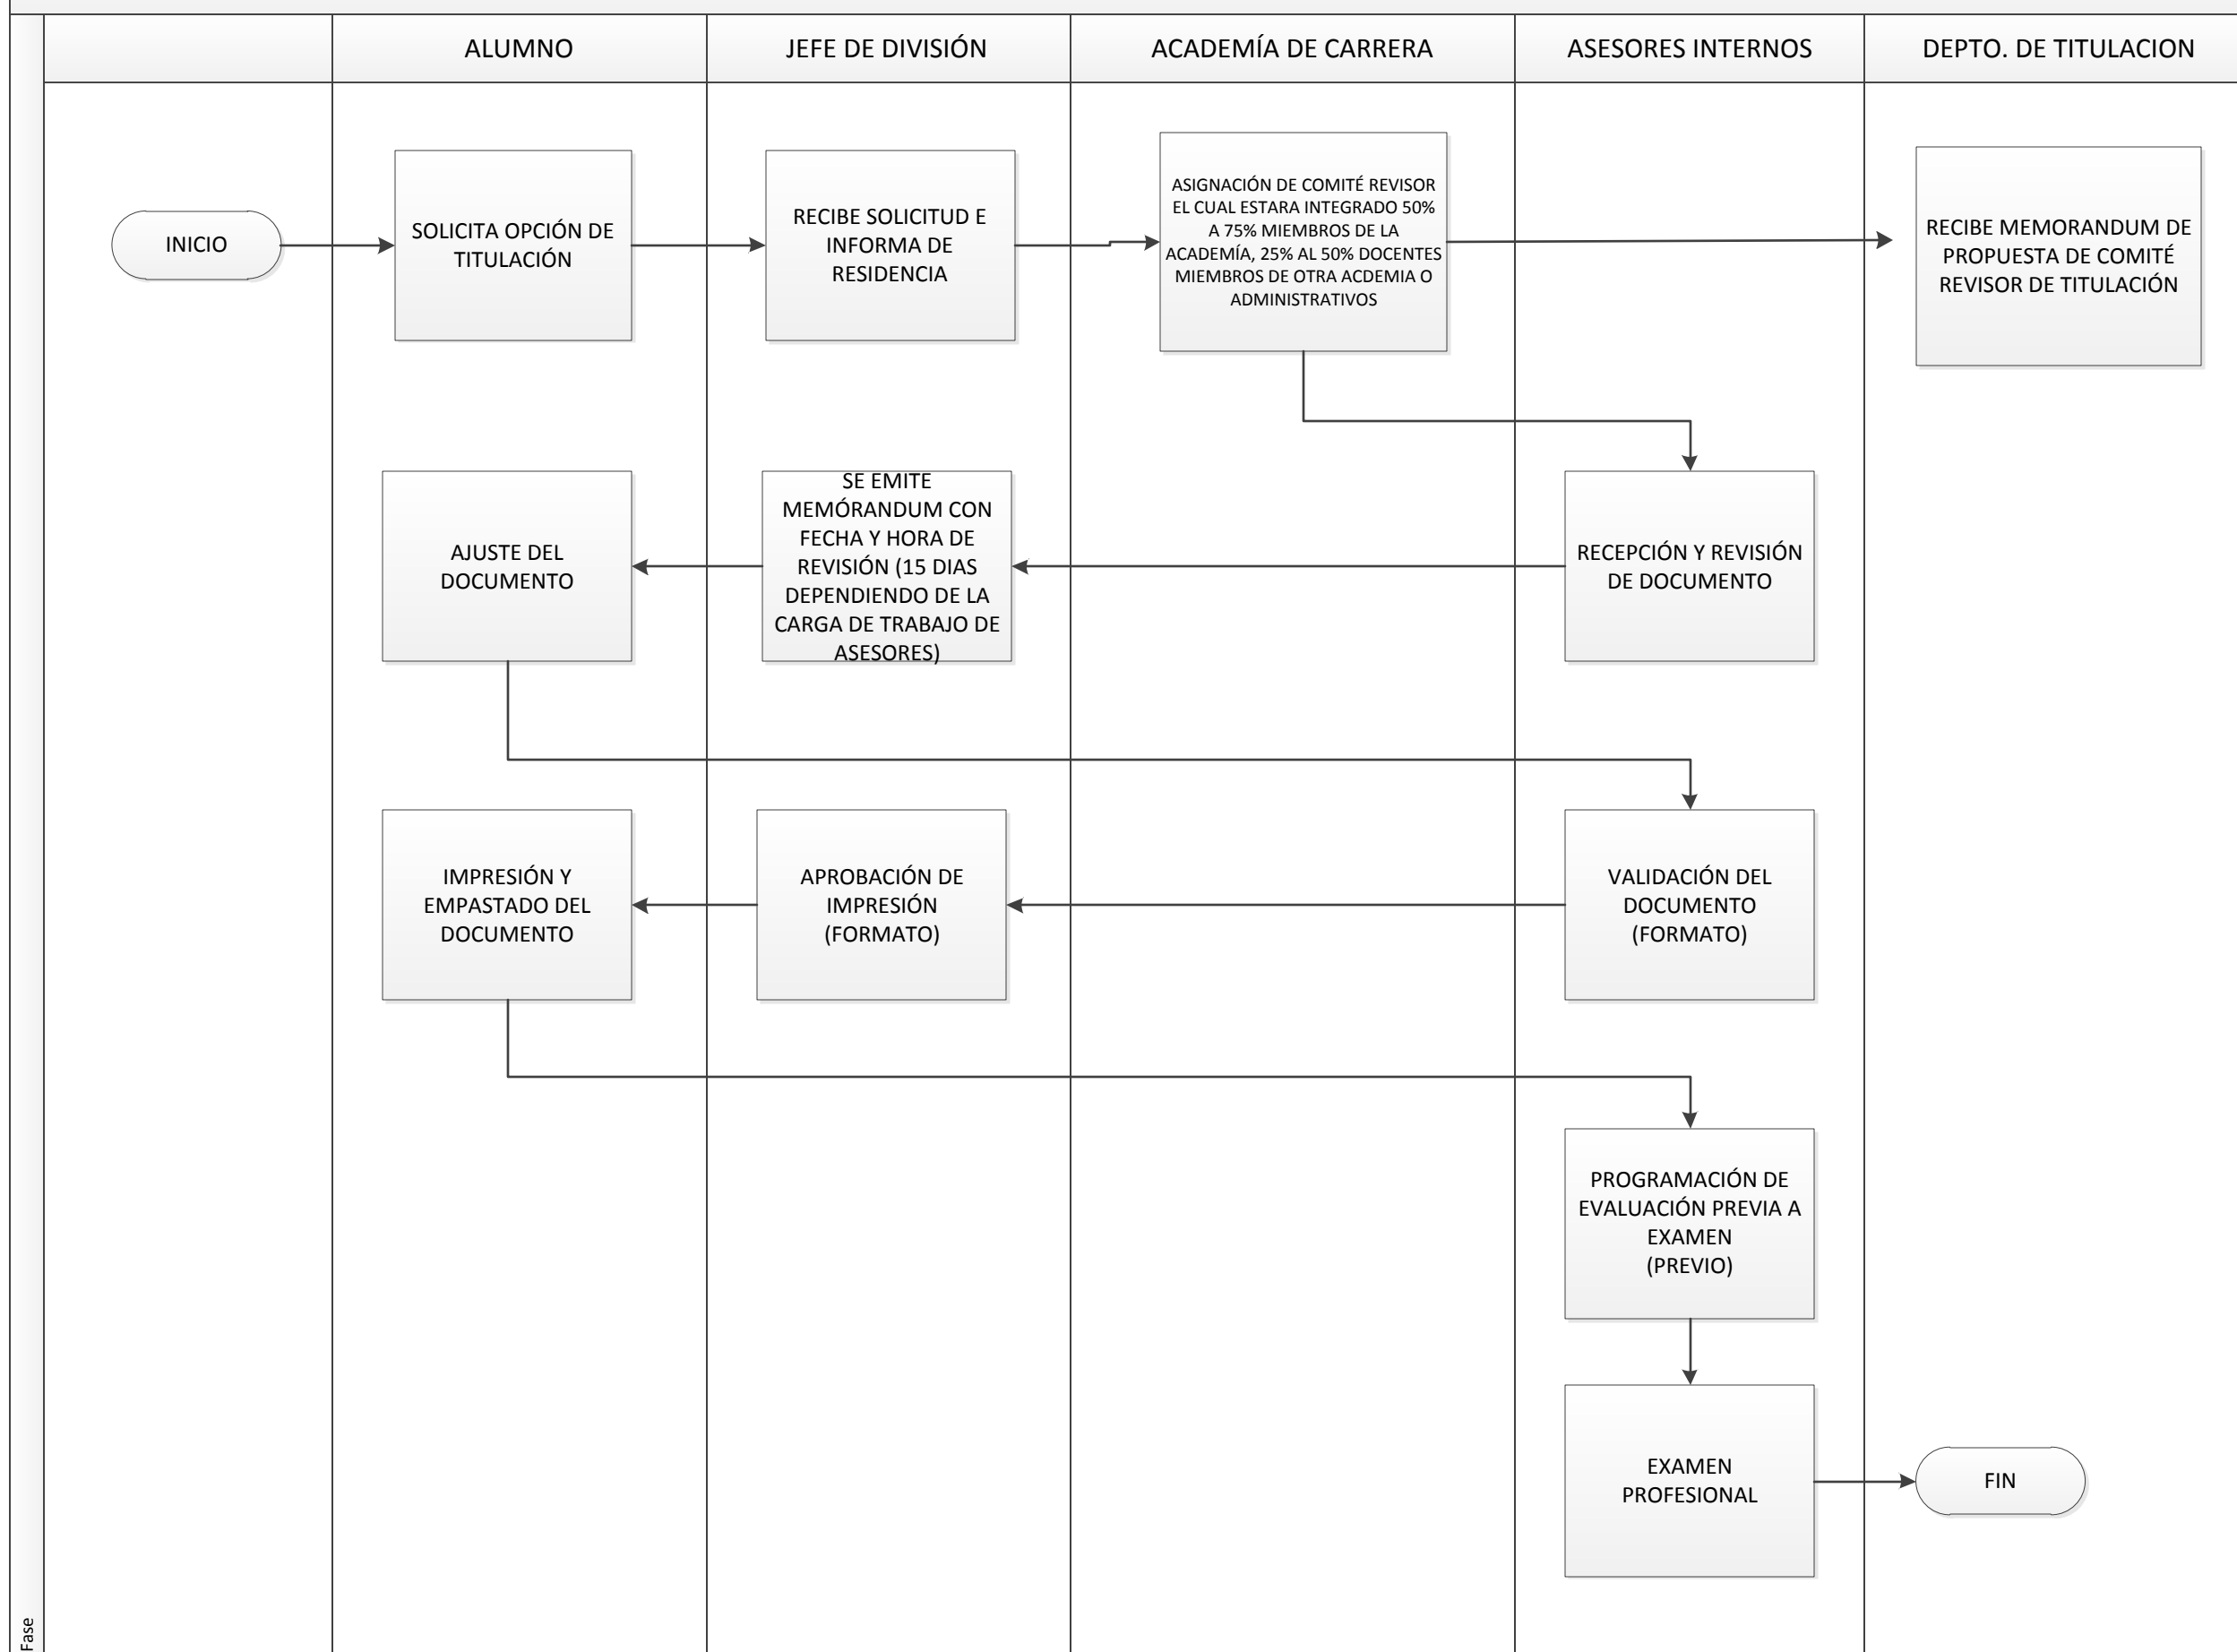 ALUMNO
JEFE DE DIVISIÓN
ACADEMÍA DE CARRERA
ASESORES INTERNOS
DEPTO. DE TITULACION
INICIO
SOLICITA OPCIÓN DE
TITULACIÓN
RECIBE SOLICITUD E
INFORMA DE
RESIDENCIA
ASIGNACIÓN DE COMITÉ REVISOR
EL CUAL ESTARA INTEGRADO 50%
A 75% MIEMBROS DE LA
ACADEMÍA, 25% AL 50% DOCENTES
MIEMBROS DE OTRA ACDEMIA O
ADMINISTRATIVOS
RECIBE MEMORANDUM DE
PROPUESTA DE COMITÉ
REVISOR DE TITULACIÓN
AJUSTE DEL
DOCUMENTO
SE EMITE
MEMÓRANDUM CON
FECHA Y HORA DE
REVISIÓN (15 DIAS
DEPENDIENDO DE LA
CARGA DE TRABAJO DE
ASESORES)
RECEPCIÓN Y REVISIÓN
DE DOCUMENTO
IMPRESIÓN Y
EMPASTADO DEL
DOCUMENTO
APROBACIÓN DE
IMPRESIÓN
(FORMATO)
VALIDACIÓN DEL
DOCUMENTO
(FORMATO)
PROGRAMACIÓN DE
EVALUACIÓN PREVIA A
EXAMEN
(PREVIO)
EXAMEN
PROFESIONAL
FIN
Fase